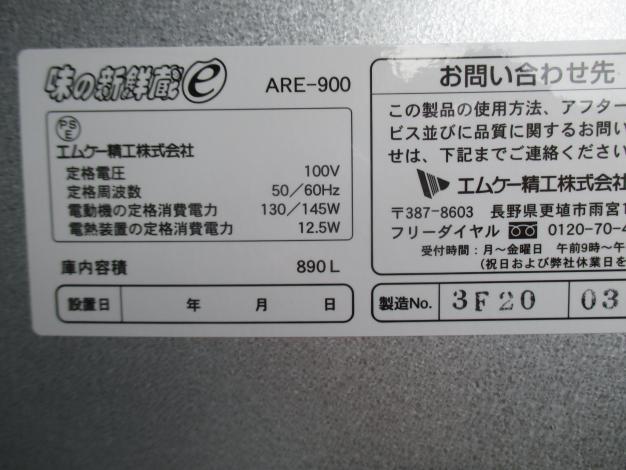 味の新鮮蔵e ARE-900
PS
E
エムケー精工株式会社
定格電圧 100V
定格周波数 50／60Hz
電動機の定格消費電力 130／145W
電熱装置の定格消費電力 12.5W
庫内容積 890L
設置日 年 月 日
お問い合わせ先
この製品の使用方法、アフター
ビス並びに品質に関するお問い
せは、下記までご連絡ください
エムケー精工株式会社
〒387-8603 長野県更埴市雨宮1
フリーダイヤル 0120-70-4
受付時間：月～金曜日 午前9時～午
（祝日および弊社休業日を
製造No. 3F20 03